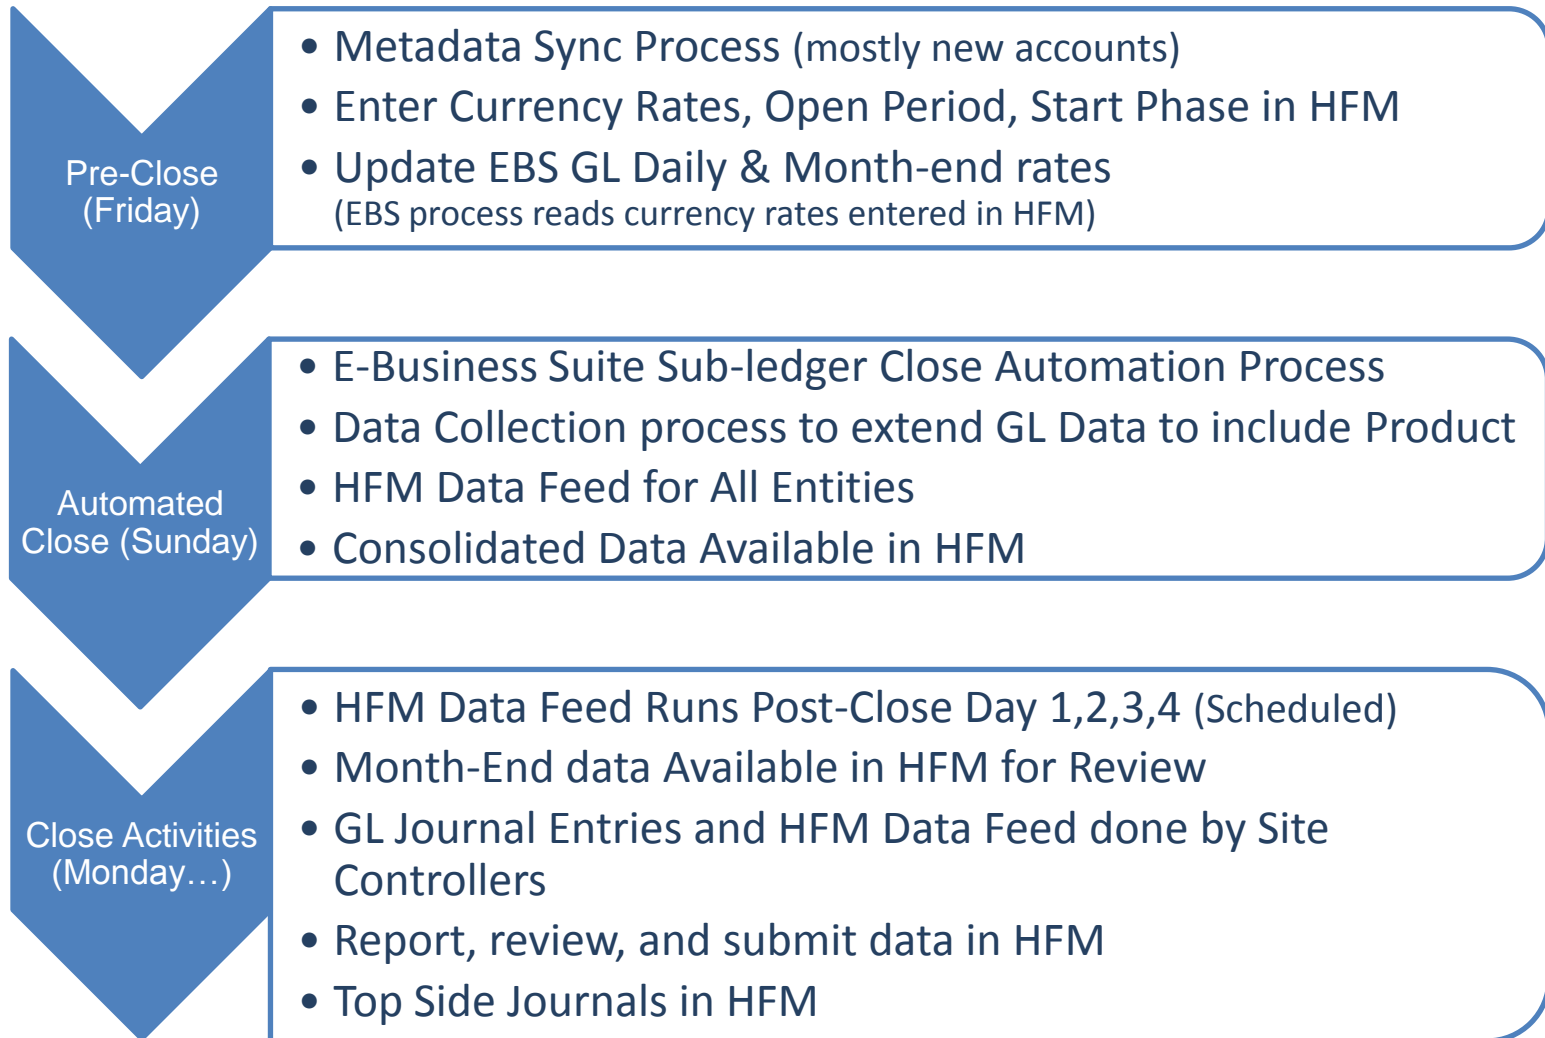 Pre-Close
(Friday)
• Metadata Sync Process (mostly new accounts)
• Enter Currency Rates, Open Period, Start Phase in HFM
• Update EBS GL Daily & Month-end rates
(EBS process reads currency rates entered in HFM)
Automated
Close (Sunday)
• E-Business Suite Sub-ledger Close Automation Process
• Data Collection process to extend GL Data to include Product
• HFM Data Feed for All Entities
• Consolidated Data Available in HFM
Close Activities
(Monday…)
• HFM Data Feed Runs Post-Close Day 1,2,3,4 (Scheduled)
• Month-End data Available in HFM for Review
• GL Journal Entries and HFM Data Feed done by Site
Controllers
• Report, review, and submit data in HFM
• Top Side Journals in HFM